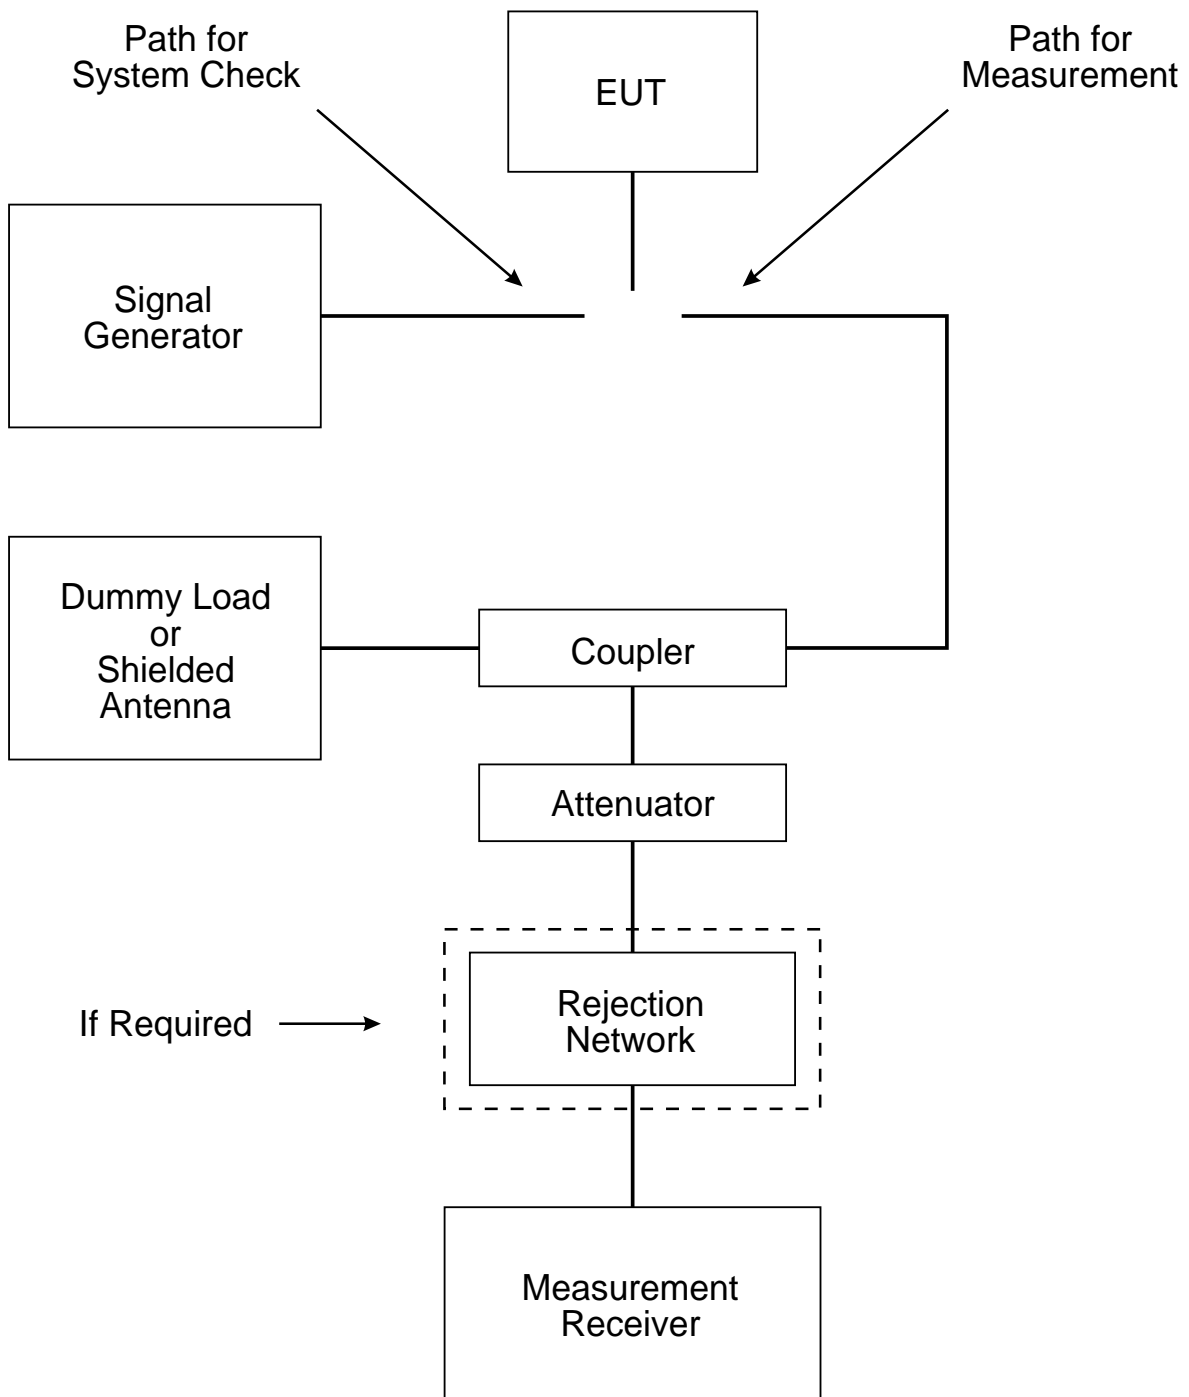 Path for
System Check
EUT
Path for
Measurement
Signal
Generator
Dummy Load
or
Shielded
Antenna
Coupler
Attenuator
If Required
Rejection
Network
Measurement
Receiver